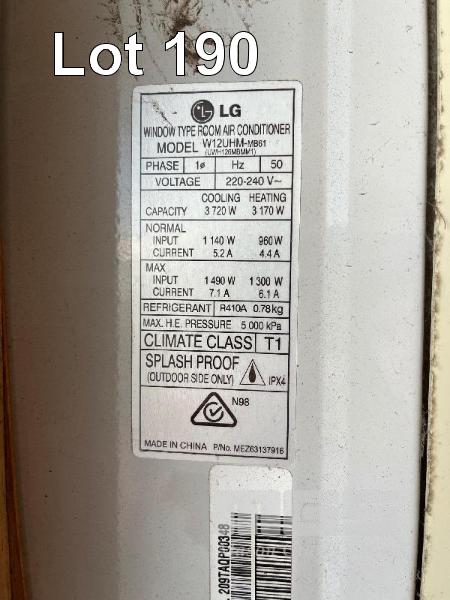 Lot 190
LG
WINDOW TYPE ROOM AIR CONDITIONER
MODEL W12UHM-MB61
(UWH126MBMM1)
PHASE 1ø Hz 50
VOLTAGE 220-240 V~
COOLING HEATING
CAPACITY 3 720 W 3 170 W
NORMAL
INPUT 1 140 W 960 W
CURRENT 5.2 A 4.4 A
MAX
INPUT 1 490 W 1 300 W
CURRENT 7.1 A 6.1 A
REFRIGERANT R410A 0.78kg
MAX. H.E. PRESSURE 5 000 kPa
CLIMATE CLASS T1
SPLASH PROOF
(OUTDOOR SIDE ONLY) IPX4
N98
MADE IN CHINA P/No. MEZ63137916
209TAQP00348